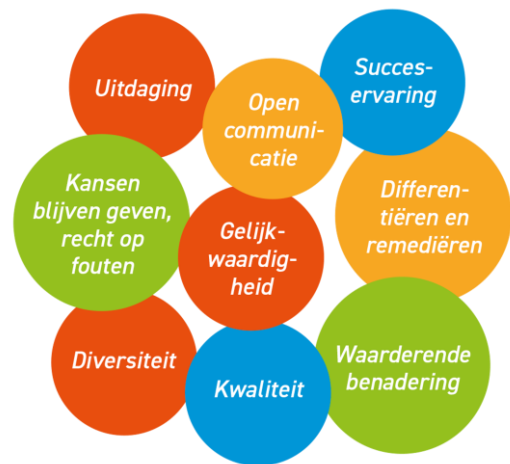 Uitdaging
Open
communi-
catie
Succes-
ervaring
Kansen
blijven geven,
recht op
fouten
Gelijk-
waardig-
heid
Differen-
tiëren en
remediëren
Diversiteit
Kwaliteit
Waarderende
benadering